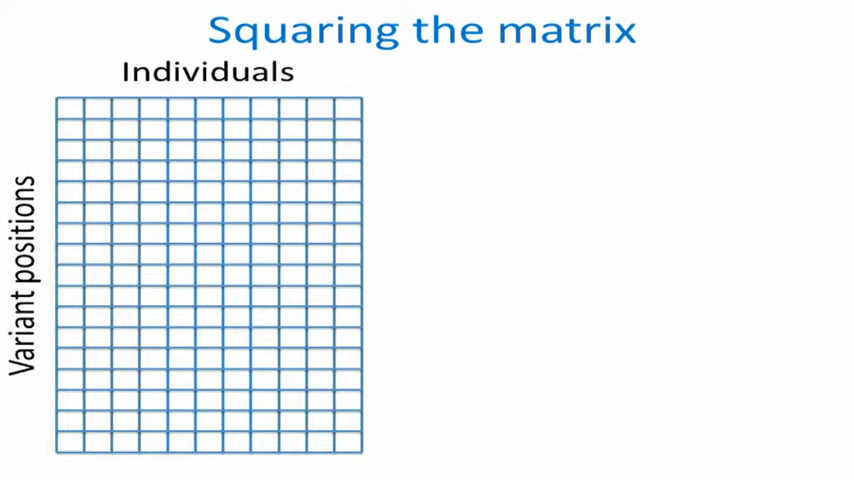 Squaring the matrix
Individuals
Variant positions